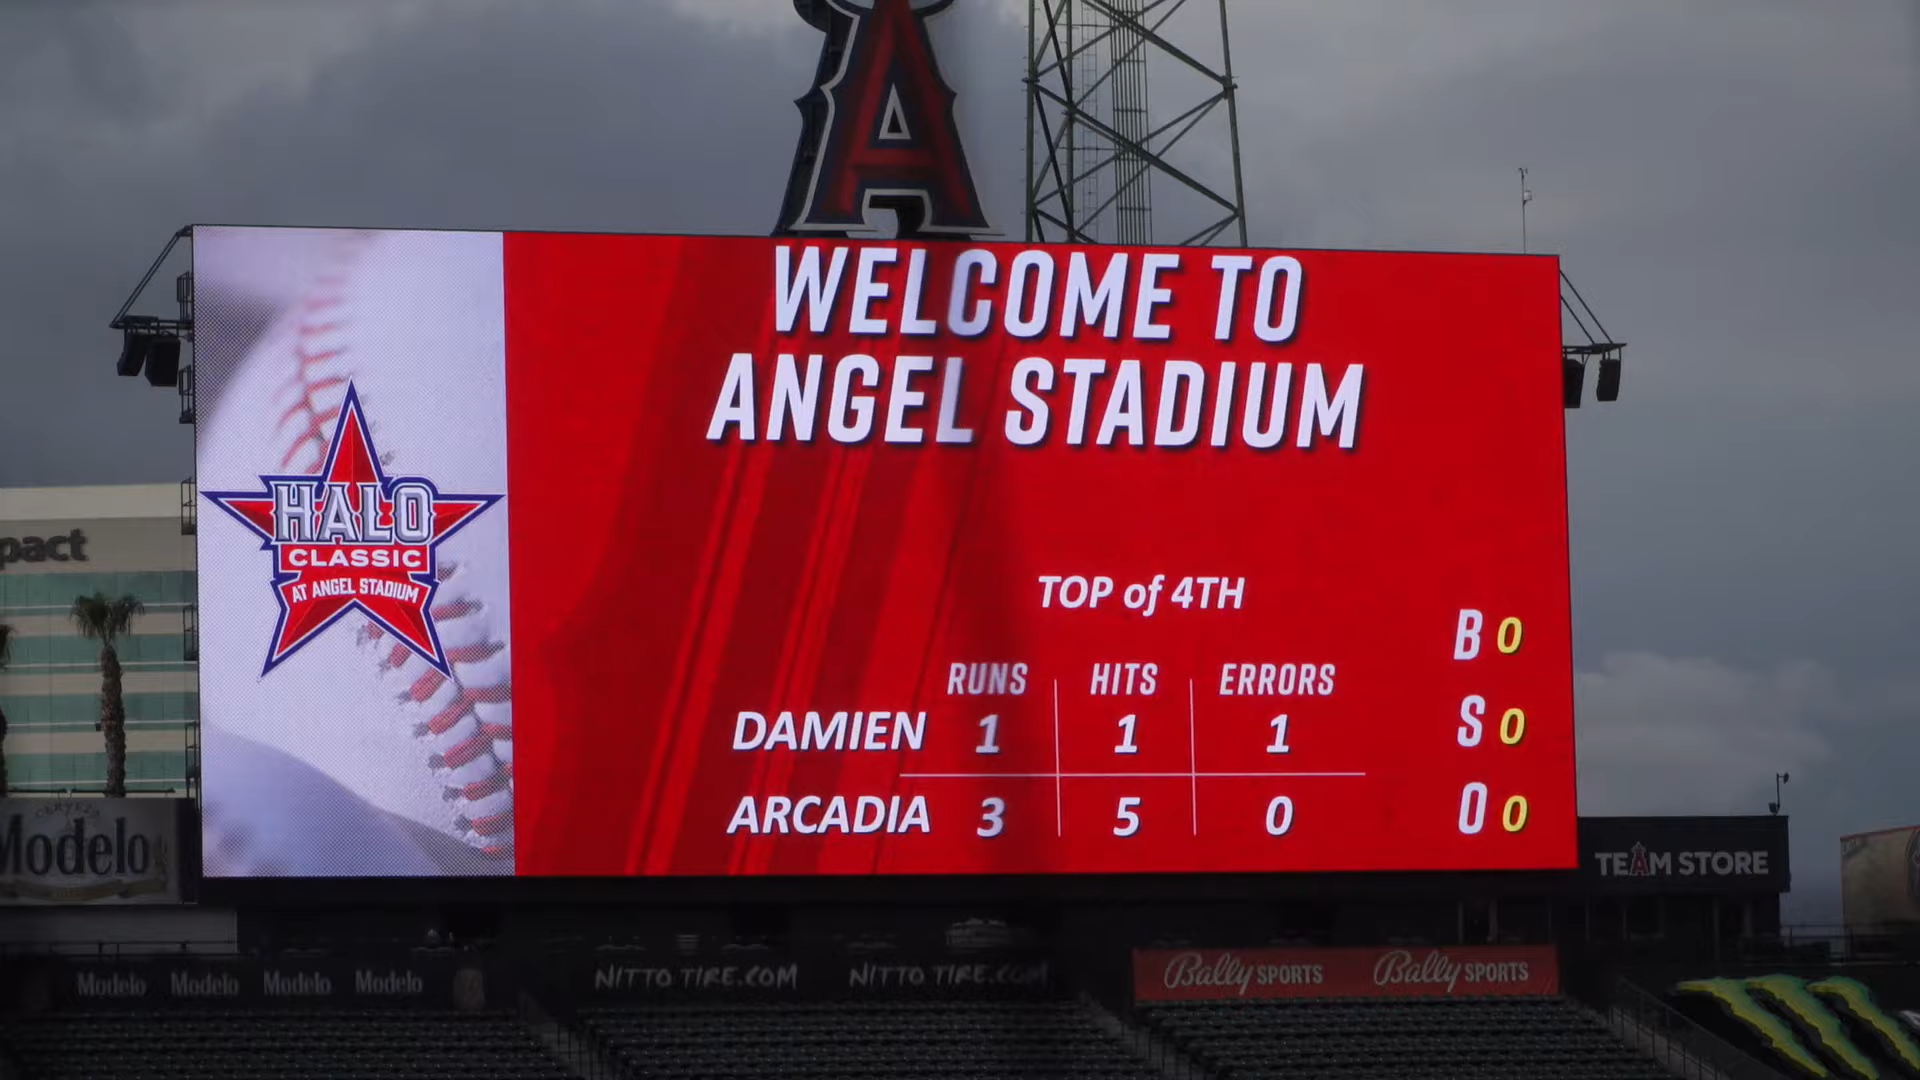 A
WELCOME TO
ANGEL STADIUM
HALO
CLASSIC
AT ANGEL STADIUM
TOP of 4TH
B 0
RUNS HITS ERRORS
DAMIEN 1 1 1
S 0
ARCADIA 3 5 0
O 0
pact
CERVEZA
Modelo
TEAM STORE
Modelo Modelo Modelo Modelo
NITTO TIRE.COM NITTO TIRE.COM
Bally SPORTS Bally SPORTS